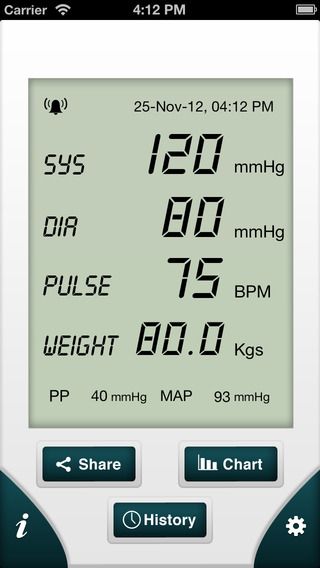 Carrier 4:12 PM
25-Nov-12, 04:12 PM
SYS 120 mmHg
DIA 80 mmHg
PULSE 75 BPM
WEIGHT 80.0 Kgs
PP 40 mmHg MAP 93 mmHg
Share Chart
History
i